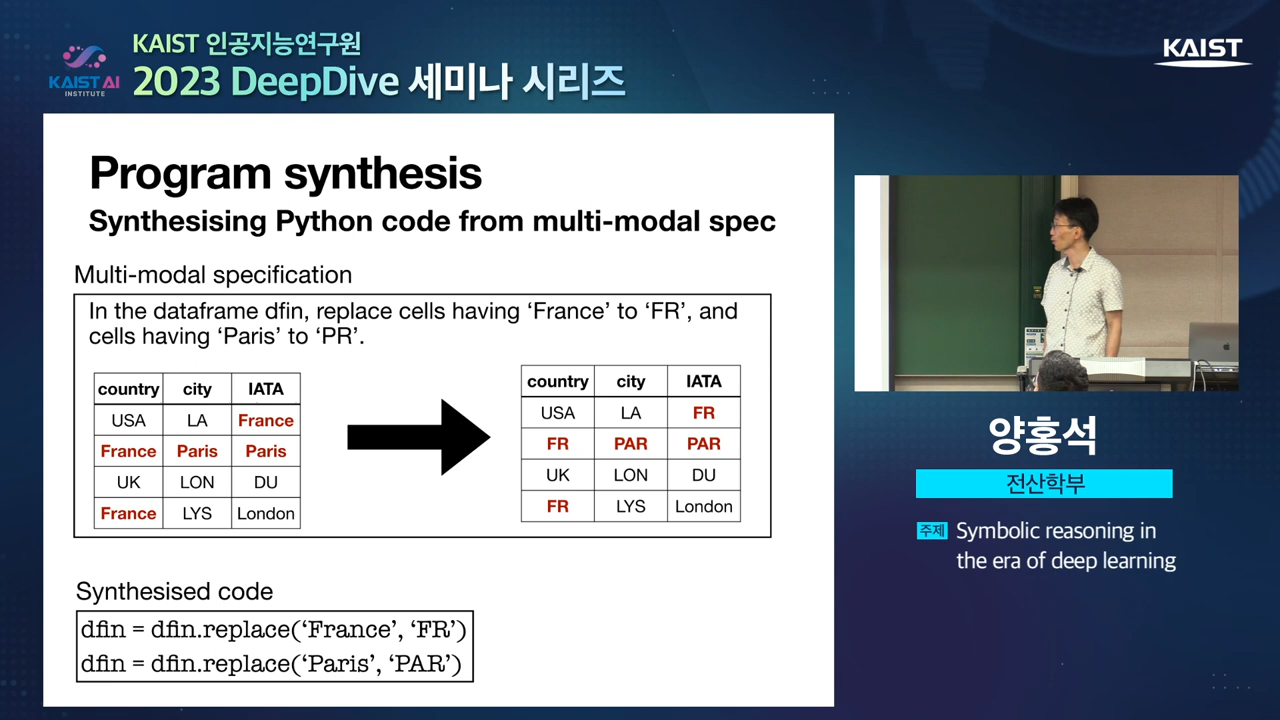 KAIST 인공지능연구원
KAIST AI
INSTITUTE
2023 DeepDive 세미나 시리즈
KAIST
Program synthesis
Synthesising Python code from multi-modal spec
Multi-modal specification
In the dataframe dfin, replace cells having ‘France’ to ‘FR’, and
cells having ‘Paris’ to ‘PR’.
country city IATA
USA LA France
France Paris Paris
UK LON DU
France LYS London
country city IATA
USA LA FR
FR PAR PAR
UK LON DU
FR LYS London
Synthesised code
dfin = dfin.replace(‘France’, ‘FR’)
dfin = dfin.replace(‘Paris’, ‘PAR’)
양홍석
전산학부
주제 Symbolic reasoning in
the era of deep learning